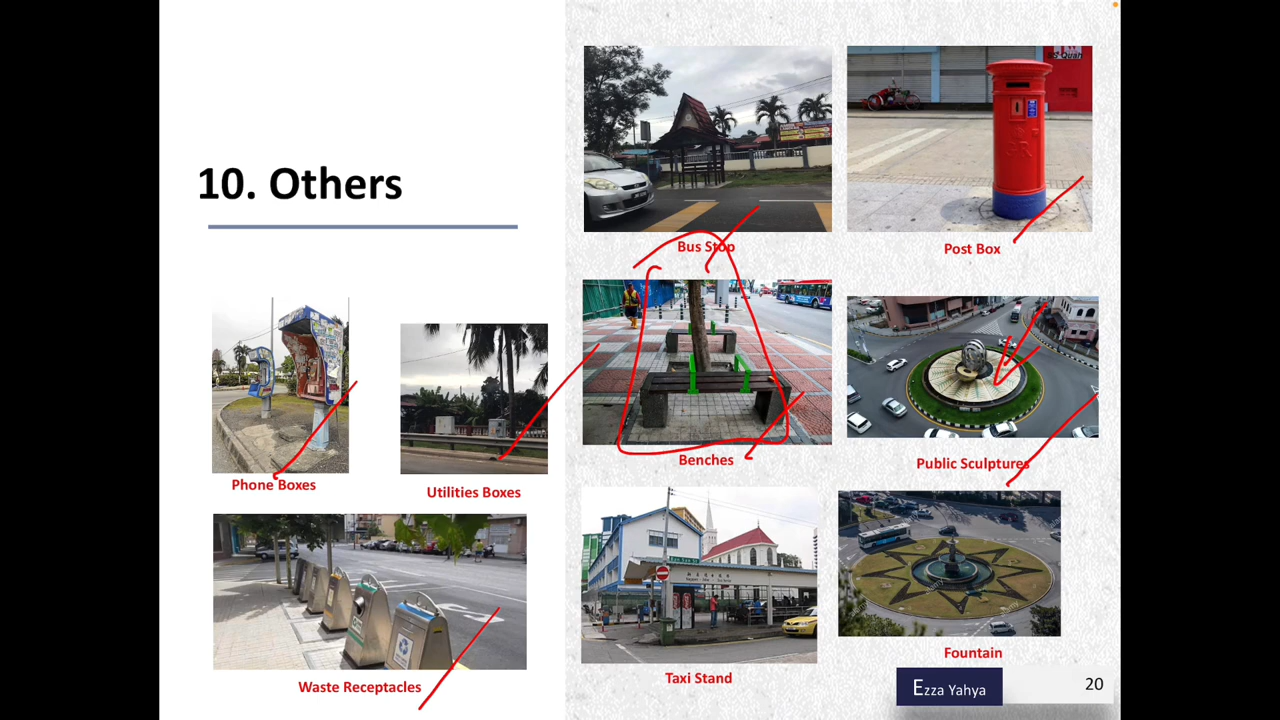 10. Others
Bus Stop
Post Box
Phone Boxes
Utilities Boxes
Benches
Public Sculptures
Waste Receptacles
Taxi Stand
Fountain
Ezza Yahya
20